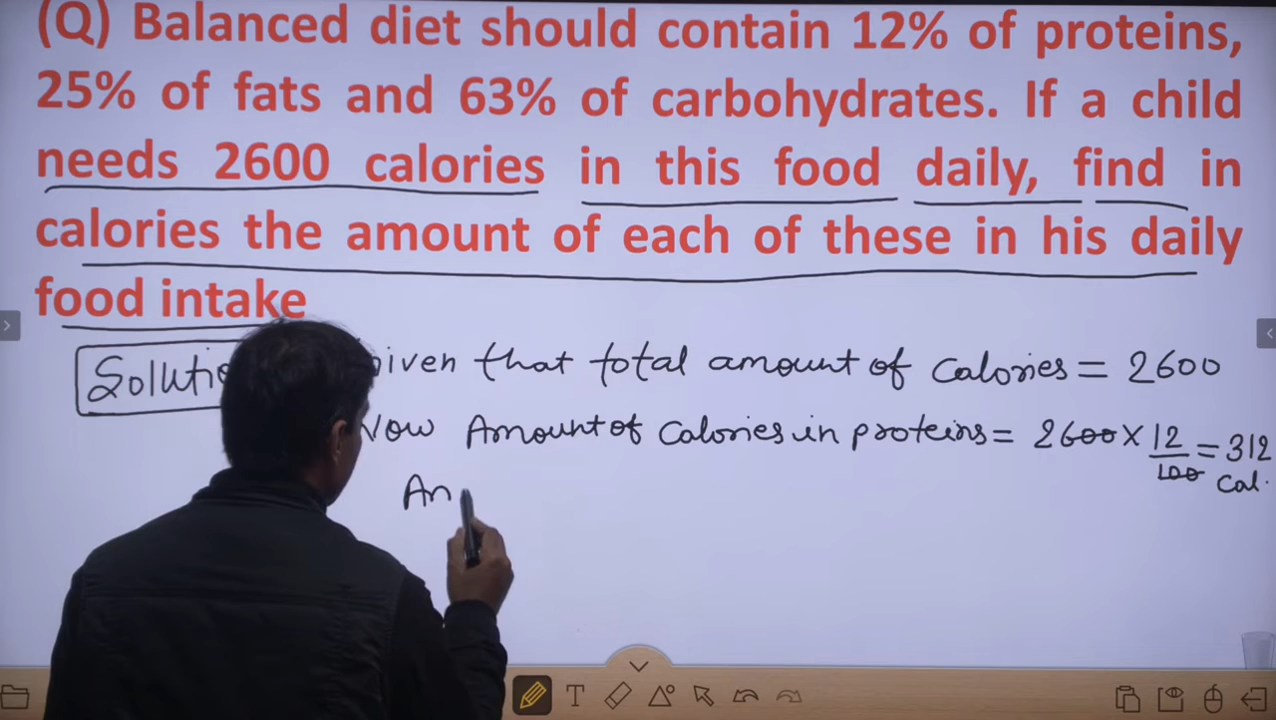 (Q) Balanced diet should contain 12% of proteins,
25% of fats and 63% of carbohydrates. If a child
needs 2600 calories in this food daily, find in
calories the amount of each of these in his daily
food intake
given that total amount of Calories = 2600
Now Amount of Calories in proteins = 2600 X 12/100 = 312
Cal.
An
T